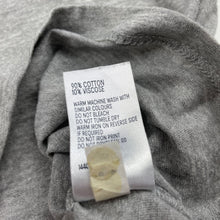 90% COTTON
10% VISCOSE
WARM MACHINE WASH WITH
SIMILAR COLOURS
DO NOT BLEACH
DO NOT TUMBLE DRY
WARM IRON ON REVERSE SIDE
IF REQUIRED
DO NOT IRON PRINT